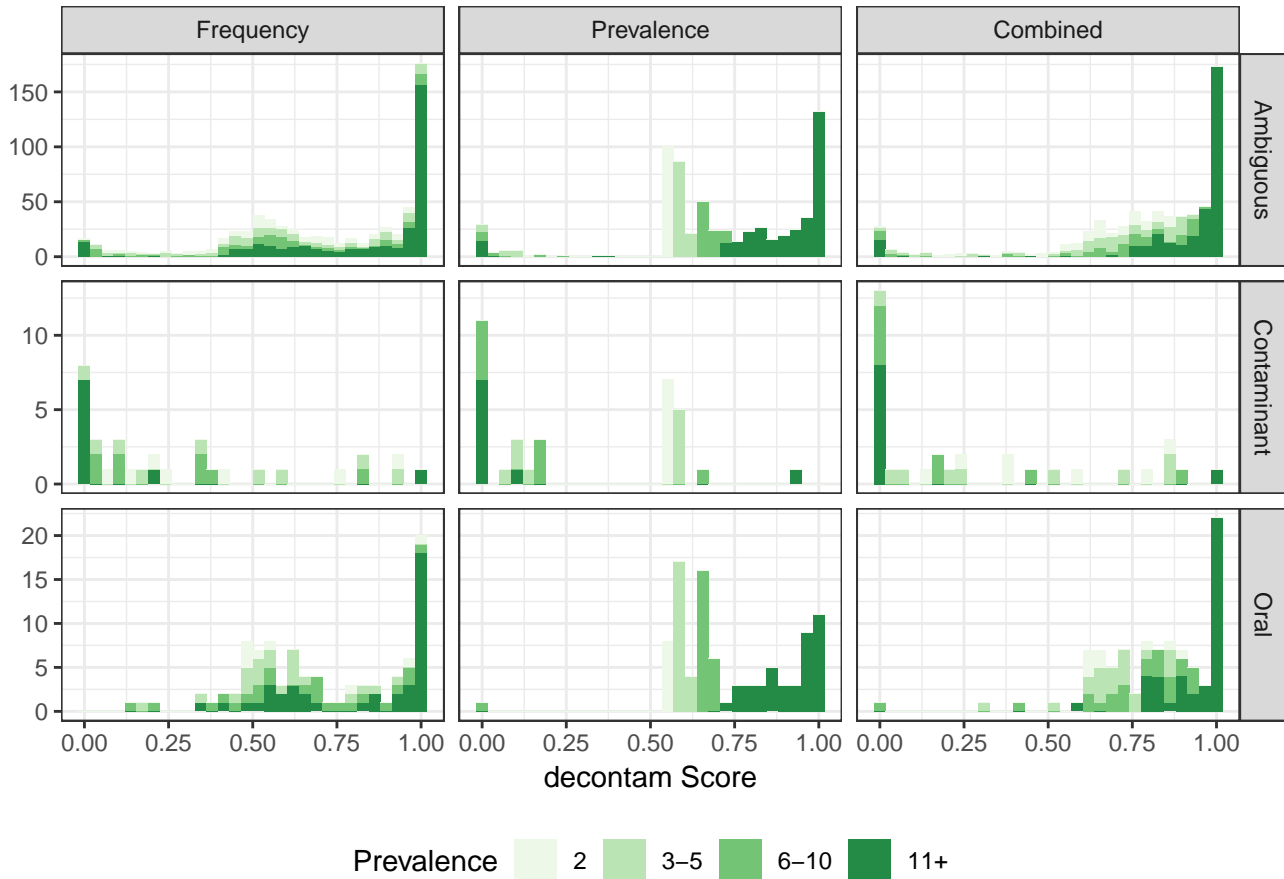 Frequency Prevalence Combined
150
100
50
0
Ambiguous
10
5
0
Contaminant
20
15
10
5
0
Oral
0.00 0.25 0.50 0.75 1.00 0.00 0.25 0.50 0.75 1.00 0.00 0.25 0.50 0.75 1.00
decontam Score
Prevalence 2 3–5 6–10 11+